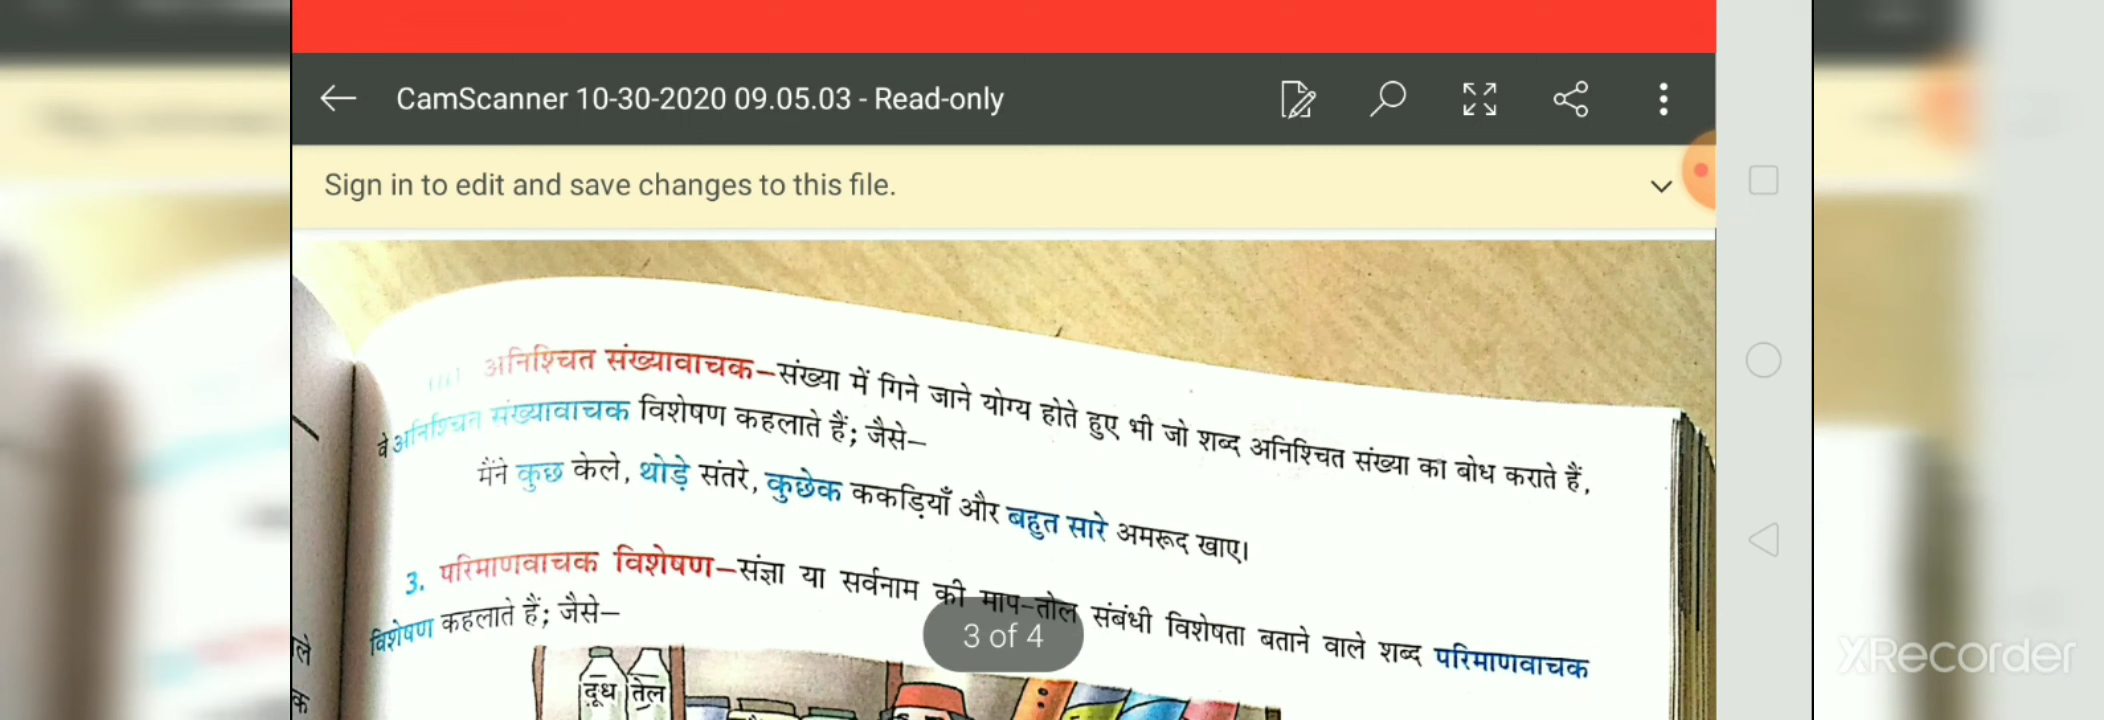 CamScanner 10-30-2020 09.05.03 - Read-only
Sign in to edit and save changes to this file.
अनिश्चित संख्यावाचक–संख्या में गिने जाने योग्य होते हुए भी जो शब्द अनिश्चित संख्या का बोध कराते हैं,
वे अनिश्चित संख्यावाचक विशेषण कहलाते हैं; जैसे–
मैंने कुछ केले, थोड़े संतरे, कुछेक ककड़ियाँ और बहुत सारे अमरूद खाए।
3. परिमाणवाचक विशेषण–संज्ञा या सर्वनाम की माप-तोल संबंधी विशेषता बताने वाले शब्द परिमाणवाचक
विशेषण कहलाते हैं; जैसे–
3 of 4
दूध तेल
ले
क
XRecorder